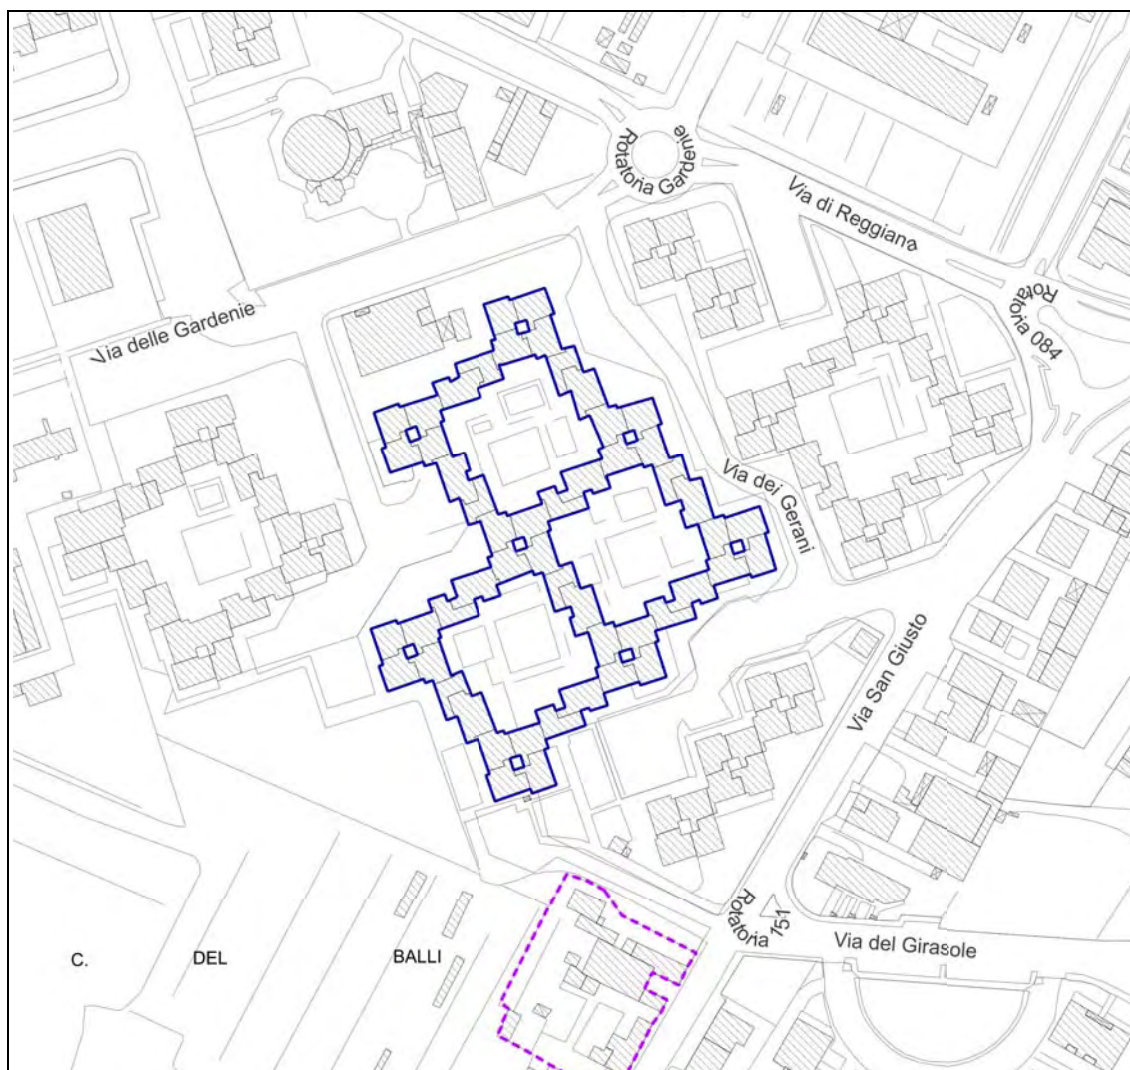 Rotatoria Gardenie
Via di Reggiana
Rotatoria 084
Via delle Gardenie
Via dei Gerani
Via San Giusto
Rotatoria 151
Via del Girasole
C. DEL BALLI